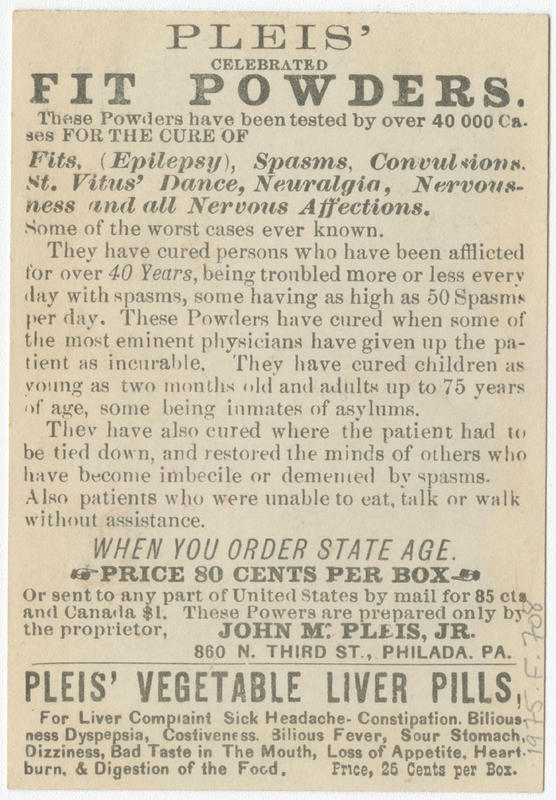 PLEIS'
CELEBRATED
FIT POWDERS.
These Powders have been tested by over 40 000 Ca-
ses FOR THE CURE OF
Fits, (Epilepsy), Spasms, Convulsions.
St. Vitus' Dance, Neuralgia, Nervous-
ness and all Nervous Affections.
Some of the worst cases ever known.
They have cured persons who have been afflicted
for over 40 Years, being troubled more or less every
day with spasms, some having as high as 50 Spasms
per day. These Powders have cured when some of
the most eminent physicians have given up the pa-
tient as incurable. They have cured children as
young as two months old and adults up to 75 years
of age, some being inmates of asylums.
They have also cured where the patient had to
be tied down, and restored the minds of others who
have become imbecile or demented by spasms.
Also patients who were unable to eat, talk or walk
without assistance.
WHEN YOU ORDER STATE AGE.
☞PRICE 80 CENTS PER BOX☜
Or sent to any part of United States by mail for 85 cts
and Canada $1. These Powers are prepared only by
the proprietor, JOHN Mc. PLEIS, JR.
860 N. THIRD ST., PHILADA. PA.
PLEIS' VEGETABLE LIVER PILLS,
For Liver Complaint Sick Headache- Constipation. Bilious-
ness Dyspepsia, Costiveness. Bilious Fever, Sour Stomach,
Dizziness, Bad Taste in The Mouth, Loss of Appetite, Heart-
burn, & Digestion of the Food. Price, 25 Cents per Box.
1975.F.708